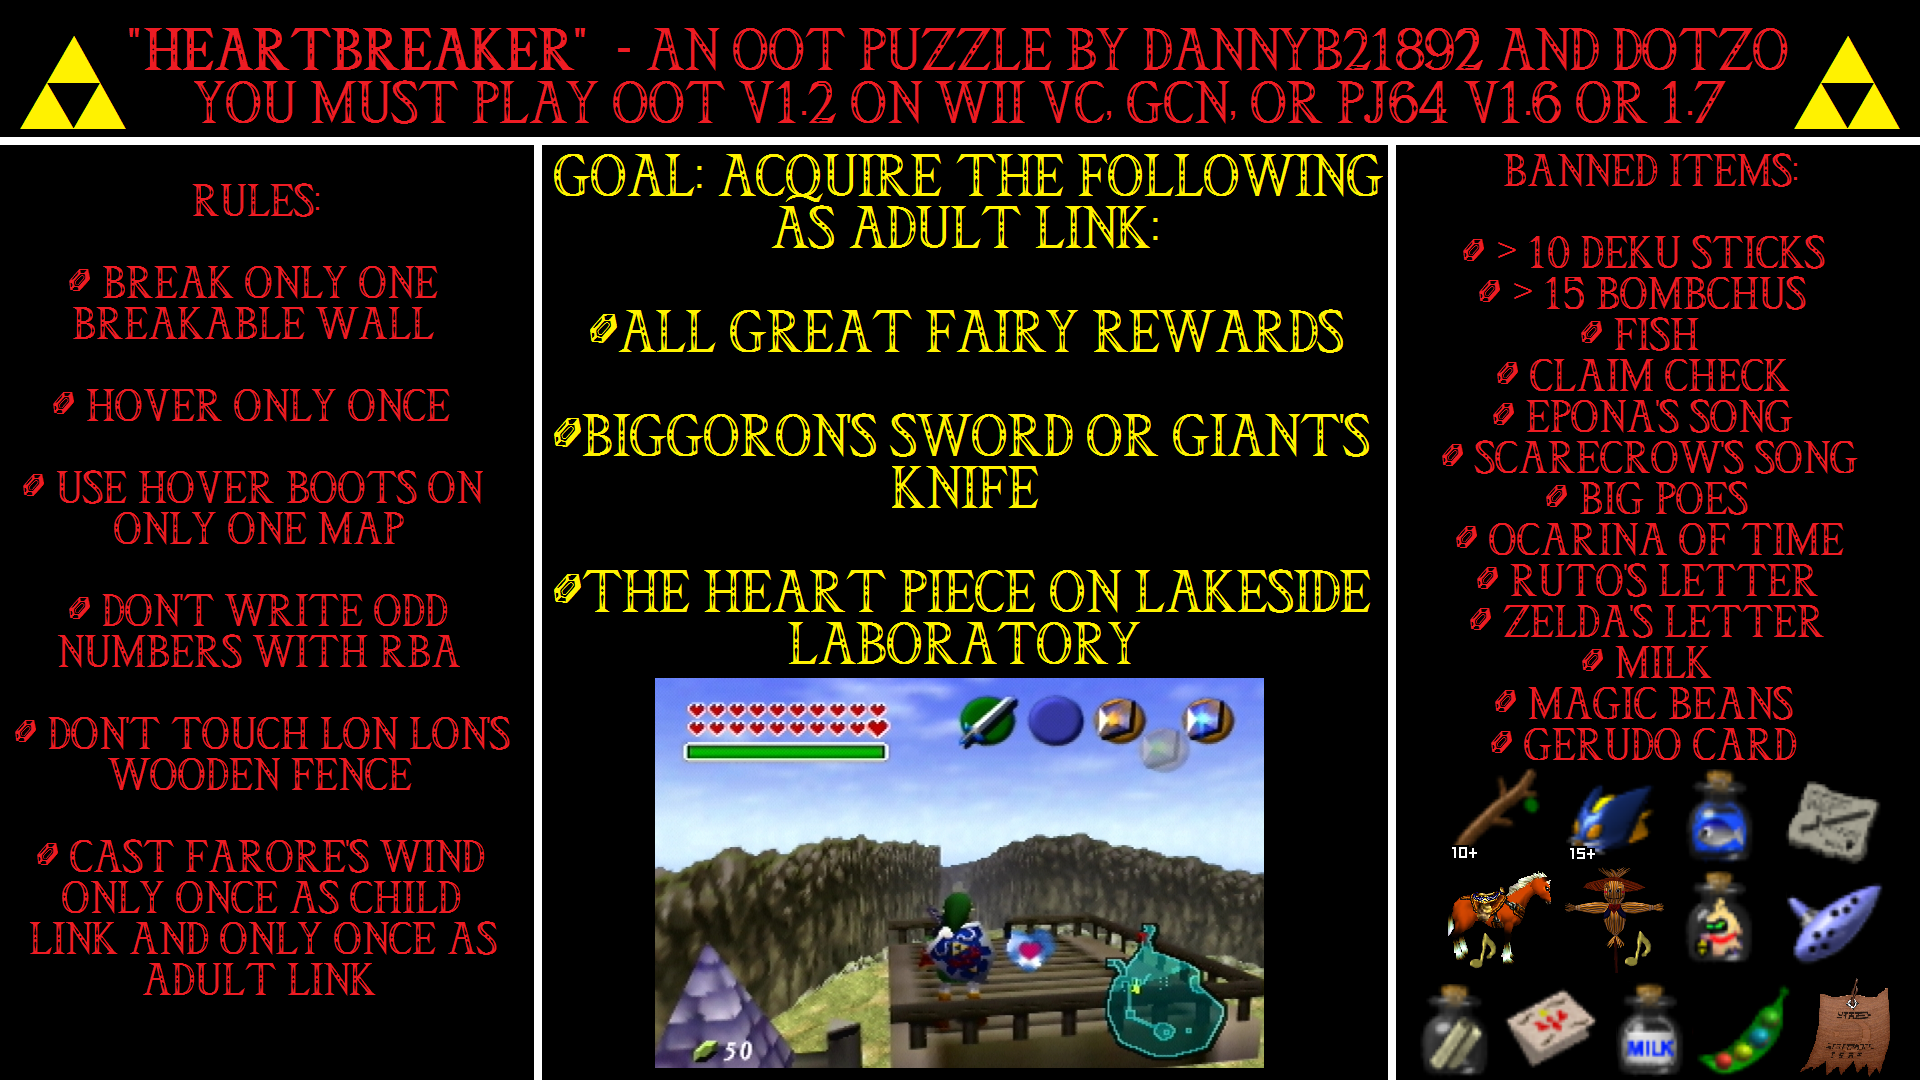 "HEARTBREAKER" - AN OOT PUZZLE BY DANNYB21892 AND DOTZO
YOU MUST PLAY OOT V1.2 ON WII VC, GCN, OR PJ64 V1.6 OR 1.7
RULES:
BREAK ONLY ONE
BREAKABLE WALL
HOVER ONLY ONCE
USE HOVER BOOTS ON
ONLY ONE MAP
DON'T WRITE ODD
NUMBERS WITH RBA
DON'T TOUCH LON LON'S
WOODEN FENCE
CAST FARORE'S WIND
ONLY ONCE AS CHILD
LINK AND ONLY ONCE AS
ADULT LINK
GOAL: ACQUIRE THE FOLLOWING
AS ADULT LINK:
ALL GREAT FAIRY REWARDS
BIGGORON'S SWORD OR GIANT'S
KNIFE
THE HEART PIECE ON LAKESIDE
LABORATORY
50
BANNED ITEMS:
> 10 DEKU STICKS
> 15 BOMBCHUS
FISH
CLAIM CHECK
EPONA'S SONG
SCARECROW'S SONG
BIG POES
OCARINA OF TIME
RUTO'S LETTER
ZELDA'S LETTER
MILK
MAGIC BEANS
GERUDO CARD
10+
15+
MILK